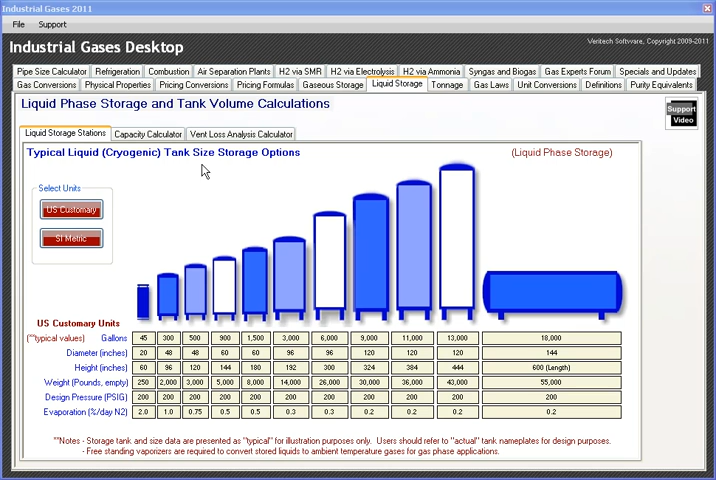 Industrial Gases 2011
File Support
Industrial Gases Desktop
Veritech Software, Copyright 2009-2011
Pipe Size Calculator Refrigeration Combustion Air Separation Plants H2 via SMR H2 via Electrolysis H2 via Ammonia Syngas and Biogas Gas Experts Forum Specials and Updates
Gas Conversions Physical Properties Pricing Conversions Pricing Formulas Gaseous Storage Liquid Storage Tonnage Gas Laws Unit Conversions Definitions Purity Equivalents
Liquid Phase Storage and Tank Volume Calculations
Support
Video
Liquid Storage Stations Capacity Calculator Vent Loss Analysis Calculator
Typical Liquid (Cryogenic) Tank Size Storage Options (Liquid Phase Storage)
Select Units
US Customary
SI Metric
US Customary Units
(**typical values) Gallons 45 300 500 900 1,500 3,000 6,000 9,000 11,000 13,000 18,000
Diameter (inches) 20 48 48 60 60 96 96 120 120 120 144
Height (inches) 60 96 120 144 180 192 300 324 384 444 600 (Length)
Weight (Pounds, empty) 250 2,000 3,000 5,000 8,000 14,000 26,000 30,000 36,000 43,000 55,000
Design Pressure (PSIG) 200 200 200 200 200 200 200 200 200 200 200
Evaporation (%/day N2) 2.0 1.0 0.75 0.5 0.5 0.3 0.3 0.2 0.2 0.2 0.2
**Notes - Storage tank and size data are presented as "typical" for illustration purposes only. Users should refer to "actual" tank nameplates for design purposes.
- Free standing vaporizers are required to convert stored liquids to ambient temperature gases for gas phase applications.